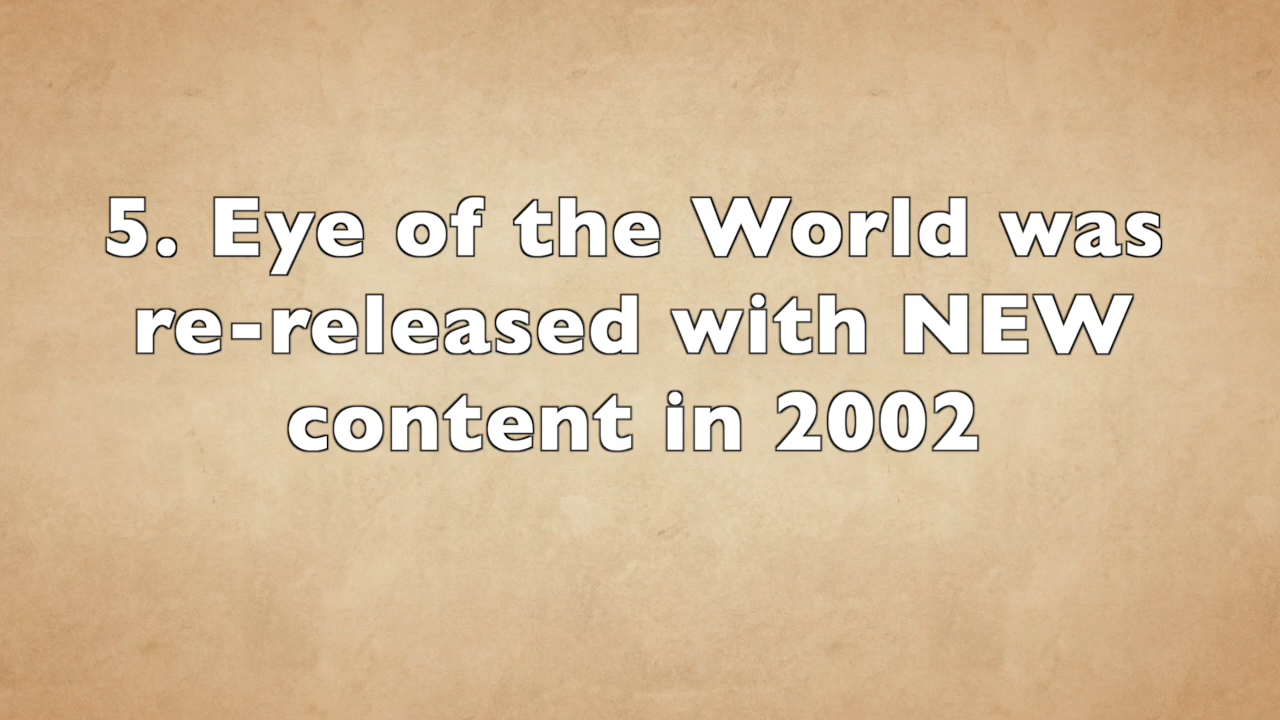 5. Eye of the World was
re-released with NEW
content in 2002